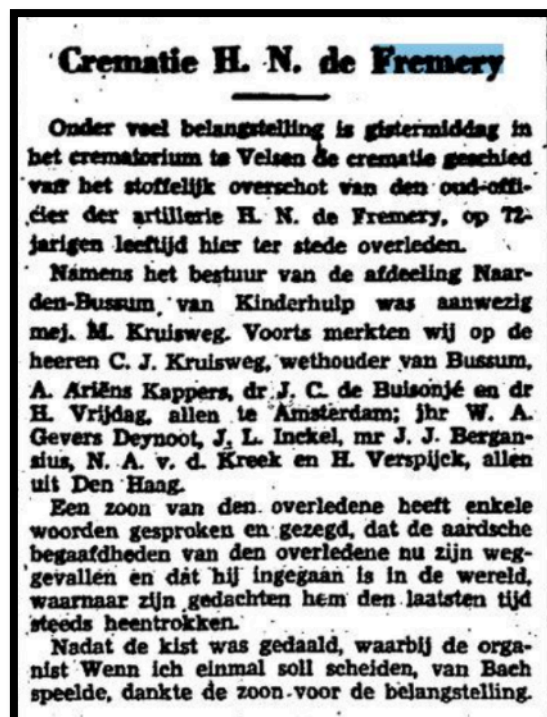 Crematie H. N. de Fremery
Onder veel belangstelling is gistermiddag in
het crematorium te Velsen de crematie geschied
van het stoffelijk overschot van den oud-offi-
cier der artillerie H. N. de Fremery, op 72-
jarigen leeftijd hier ter stede overleden.
Namens het bestuur van de afdeeling Naar-
den-Bussum van Kinderhulp was aanwezig
mej. M. Kruisweg. Voorts merkten wij op de
heeren C. J. Kruisweg, wethouder van Bussum,
A. Ariëns Kappers, dr J. C. de Buisonjé en dr
H. Vrijdag, allen te Amsterdam; jhr W. A.
Gevers Deynoot, J. L. Inckel, mr J. J. Bergan-
sius, N. A. v. d. Kreek en H. Verspijck, allen
uit Den Haag.
Een zoon van den overledene heeft enkele
woorden gesproken en gezegd, dat de aardsche
begaafdheden van den overledene nu zijn weg-
gevallen en dat hij ingegaan is in de wereld,
waarnaar zijn gedachten hem den laatsten tijd
steeds heentrokken.
Nadat de kist was gedaald, waarbij de orga-
nist Wenn ich einmal soll scheiden, van Bach
speelde, dankte de zoon voor de belangstelling.